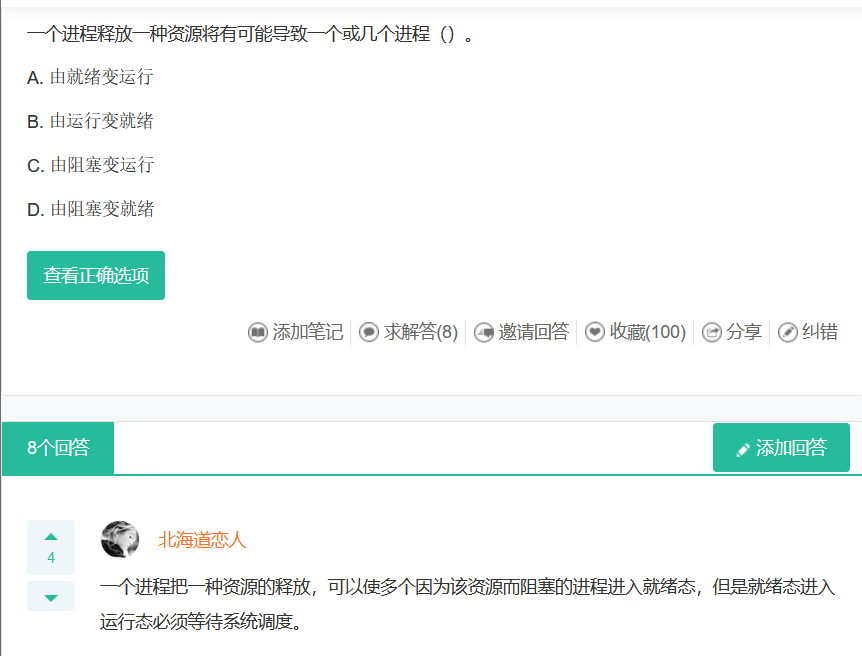 一个进程释放一种资源将有可能导致一个或几个进程（）。
A. 由就绪变运行
B. 由运行变就绪
C. 由阻塞变运行
D. 由阻塞变就绪
查看正确选项
添加笔记 求解答(8) 邀请回答 收藏(100) 分享 纠错
8个回答 添加回答
4 北海道恋人
一个进程把一种资源的释放，可以使多个因为该资源而阻塞的进程进入就绪态，但是就绪态进入
运行态必须等待系统调度。